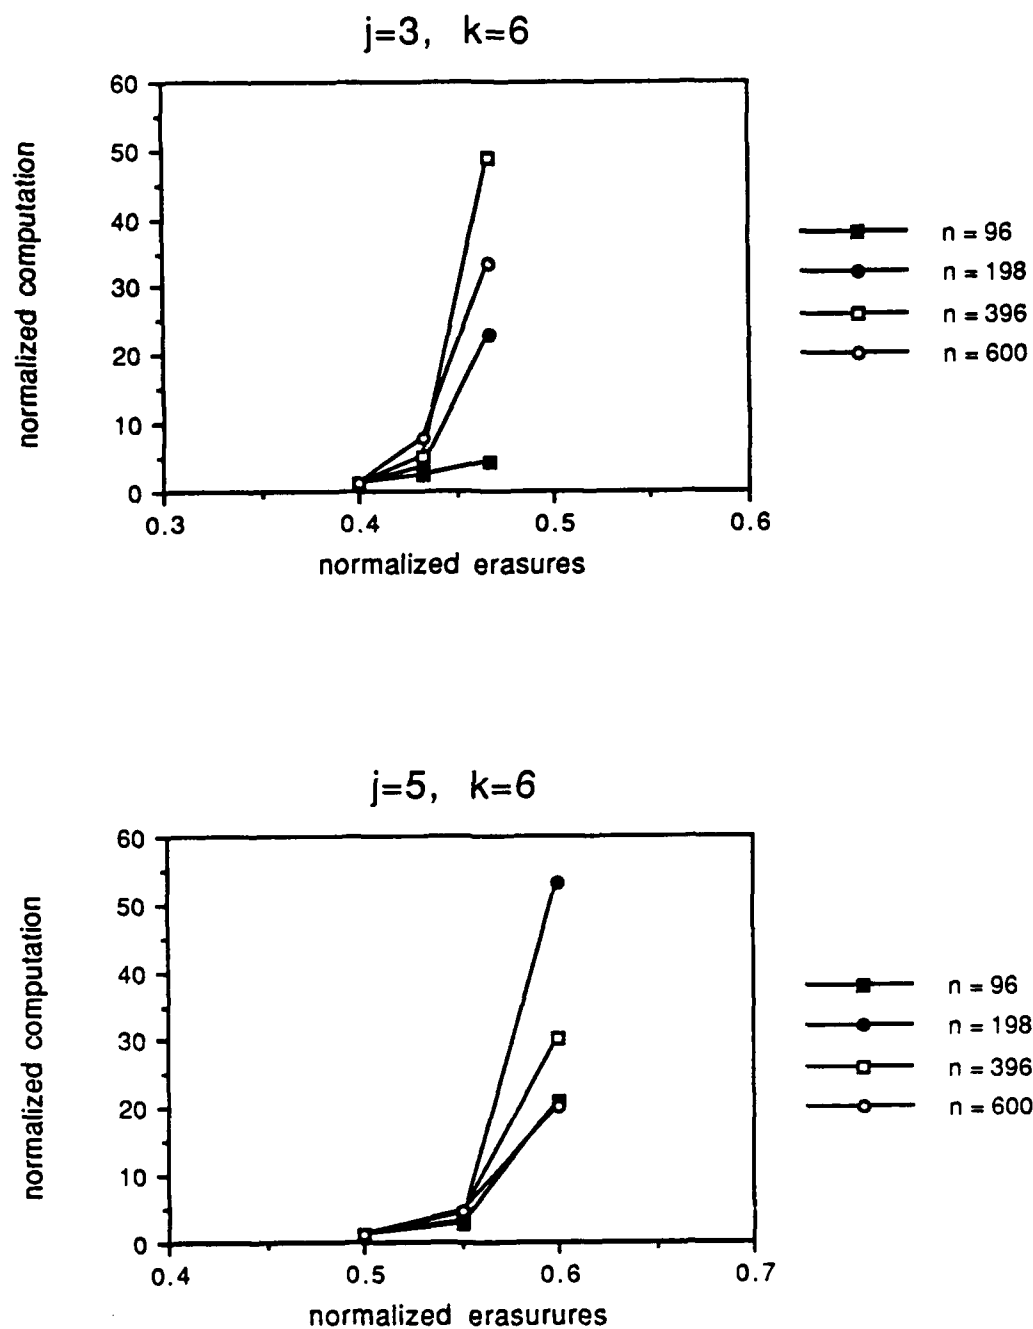 j=3, k=6
60
50
40
30
20
10
0
normalized computation
0.3 0.4 0.5 0.6
normalized erasures
n = 96
n = 198
n = 396
n = 600
j=5, k=6
60
50
40
30
20
10
0
normalized computation
0.4 0.5 0.6 0.7
normalized erasurures
n = 96
n = 198
n = 396
n = 600